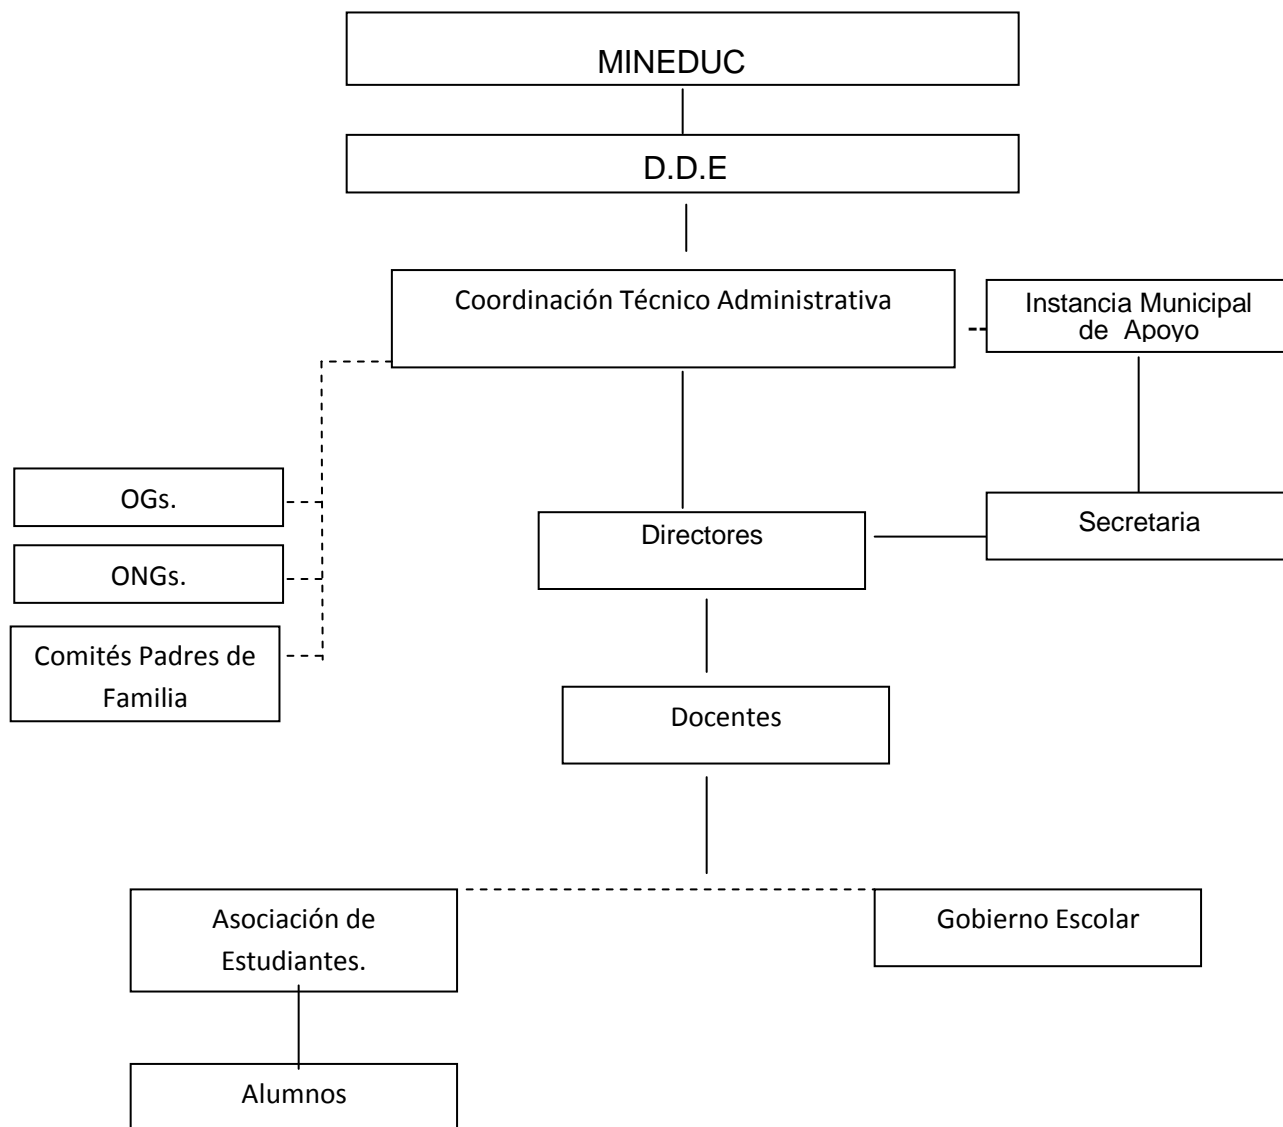 MINEDUC
D.D.E
Coordinación Técnico Administrativa
Instancia Municipal
de Apoyo
OGs.
ONGs.
Comités Padres de
Familia
Directores
Secretaria
Docentes
Asociación de
Estudiantes.
Gobierno Escolar
Alumnos